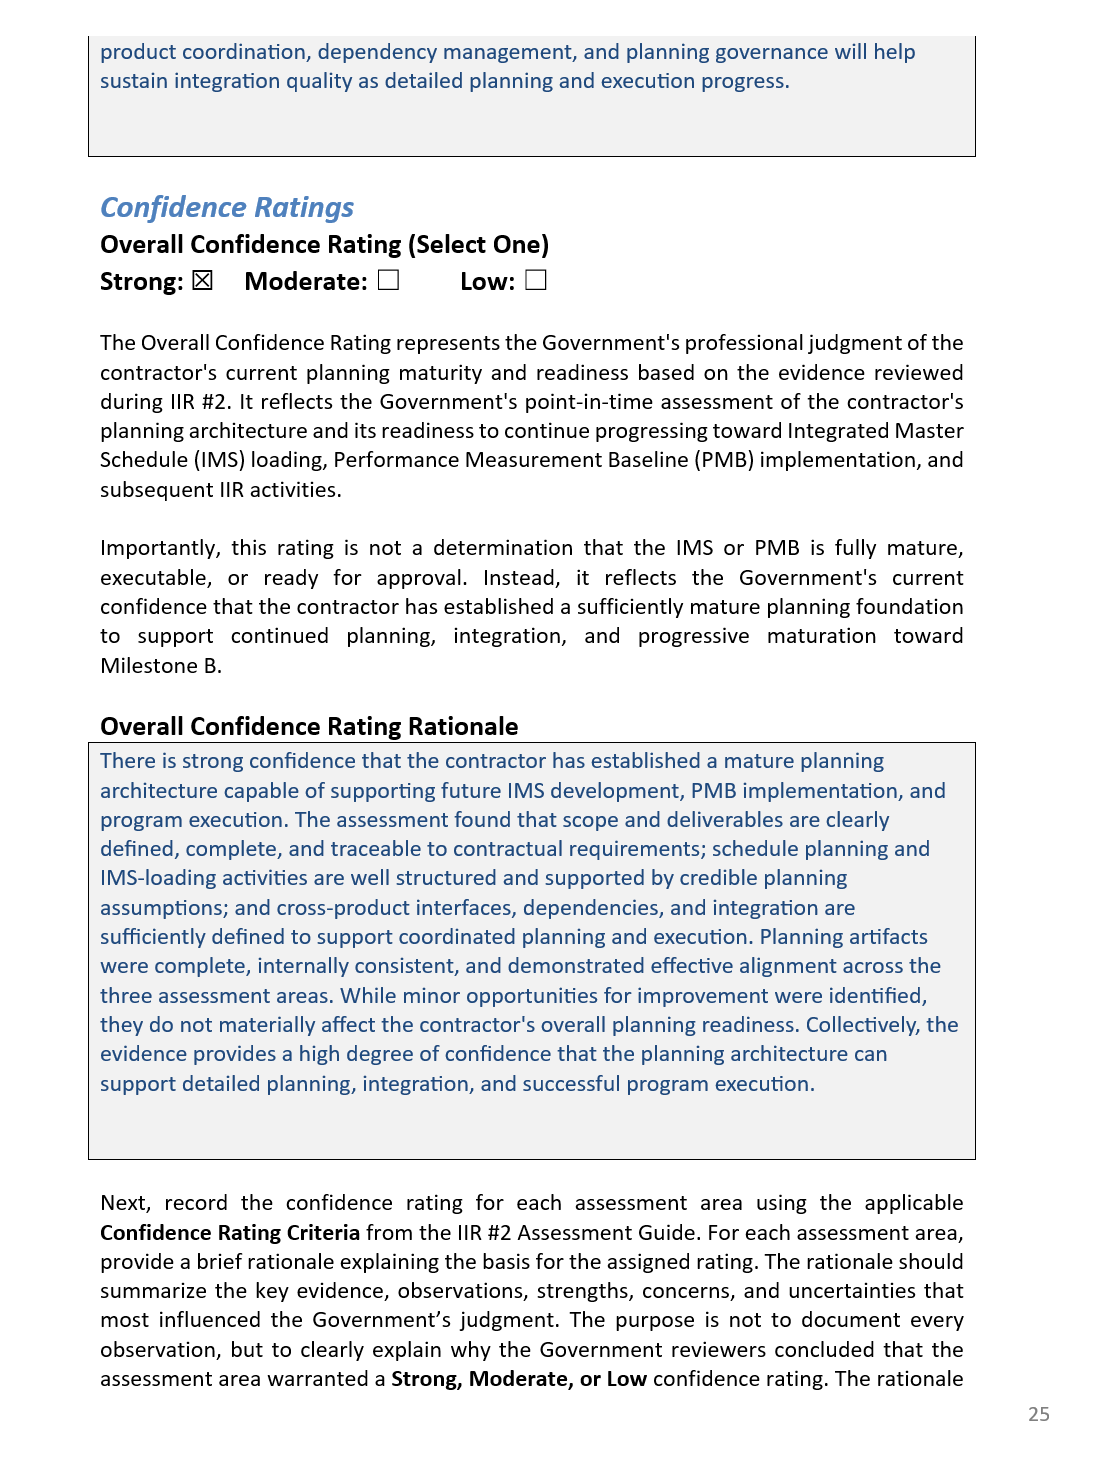 product coordination, dependency management, and planning governance will help
sustain integration quality as detailed planning and execution progress.
Confidence Ratings
Overall Confidence Rating (Select One)
Strong: ☒ Moderate: ☐ Low: ☐
The Overall Confidence Rating represents the Government's professional judgment of the
contractor's current planning maturity and readiness based on the evidence reviewed
during IIR #2. It reflects the Government's point-in-time assessment of the contractor's
planning architecture and its readiness to continue progressing toward Integrated Master
Schedule (IMS) loading, Performance Measurement Baseline (PMB) implementation, and
subsequent IIR activities.
Importantly, this rating is not a determination that the IMS or PMB is fully mature,
executable, or ready for approval. Instead, it reflects the Government's current
confidence that the contractor has established a sufficiently mature planning foundation
to support continued planning, integration, and progressive maturation toward
Milestone B.
Overall Confidence Rating Rationale
There is strong confidence that the contractor has established a mature planning
architecture capable of supporting future IMS development, PMB implementation, and
program execution. The assessment found that scope and deliverables are clearly
defined, complete, and traceable to contractual requirements; schedule planning and
IMS-loading activities are well structured and supported by credible planning
assumptions; and cross-product interfaces, dependencies, and integration are
sufficiently defined to support coordinated planning and execution. Planning artifacts
were complete, internally consistent, and demonstrated effective alignment across the
three assessment areas. While minor opportunities for improvement were identified,
they do not materially affect the contractor's overall planning readiness. Collectively, the
evidence provides a high degree of confidence that the planning architecture can
support detailed planning, integration, and successful program execution.
Next, record the confidence rating for each assessment area using the applicable
Confidence Rating Criteria from the IIR #2 Assessment Guide. For each assessment area,
provide a brief rationale explaining the basis for the assigned rating. The rationale should
summarize the key evidence, observations, strengths, concerns, and uncertainties that
most influenced the Government’s judgment. The purpose is not to document every
observation, but to clearly explain why the Government reviewers concluded that the
assessment area warranted a Strong, Moderate, or Low confidence rating. The rationale
25